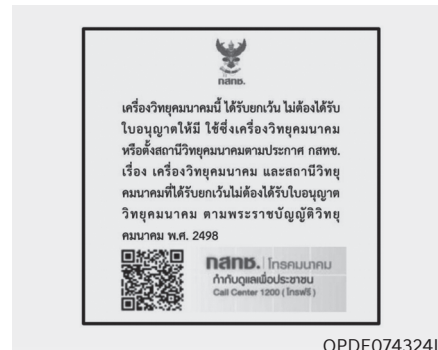 กสทช.
เครื่องวิทยุคมนาคมนี้ ได้รับยกเว้น ไม่ต้องได้รับ
ใบอนุญาตให้มี ใช้ซึ่งเครื่องวิทยุคมนาคม
หรือตั้งสถานีวิทยุคมนาคมตามประกาศ กสทช.
เรื่อง เครื่องวิทยุคมนาคม และสถานีวิทยุ
คมนาคมที่ได้รับยกเว้นไม่ต้องได้รับใบอนุญาต
วิทยุคมนาคม ตามพระราชบัญญัติวิทยุ
คมนาคม พ.ศ. 2498
กสทช. | โทรคมนาคม
กำกับดูแลเพื่อประชาชน
Call Center 1200 (โทรฟรี)